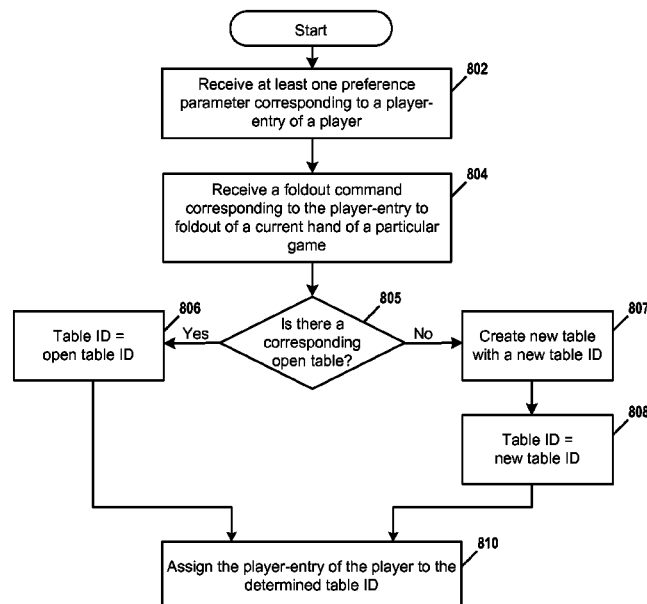 Start
802
Receive at least one preference
parameter corresponding to a player-
entry of a player
804
Receive a foldout command
corresponding to the player-entry to
foldout of a current hand of a particular
game
805
Is there a
corresponding
open table?
Yes
No
806
Table ID =
open table ID
807
Create new table
with a new table ID
808
Table ID =
new table ID
810
Assign the player-entry of the player to the
determined table ID